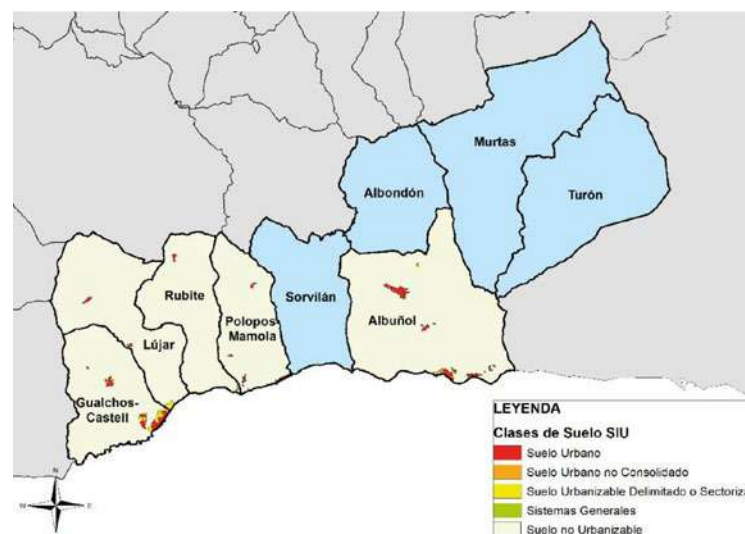 Murtas
Albondón
Turón
Rubite
Polopos-
Mamola
Sorvilán
Albuñol
Lújar
Gualchos-
Castell
N
W
E
S
LEYENDA
Clases de Suelo SIU
Suelo Urbano
Suelo Urbano no Consolidado
Suelo Urbanizable Delimitado o Sectoriza
Sistemas Generales
Suelo no Urbanizable